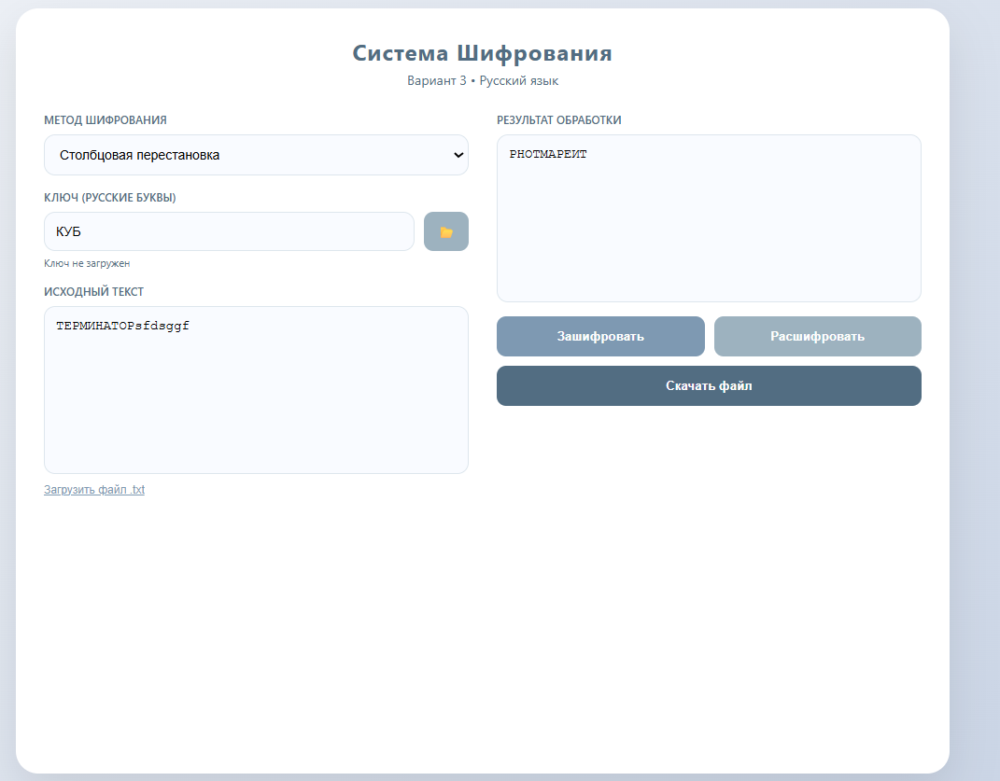 Система Шифрования
Вариант 3 • Русский язык
МЕТОД ШИФРОВАНИЯ
Столбцовая перестановка
КЛЮЧ (РУССКИЕ БУКВЫ)
КУБ
Ключ не загружен
ИСХОДНЫЙ ТЕКСТ
ТЕРМИНАТОРsfdsggf
Загрузить файл .txt
РЕЗУЛЬТАТ ОБРАБОТКИ
РНОТМАРЕИТ
Зашифровать
Расшифровать
Скачать файл